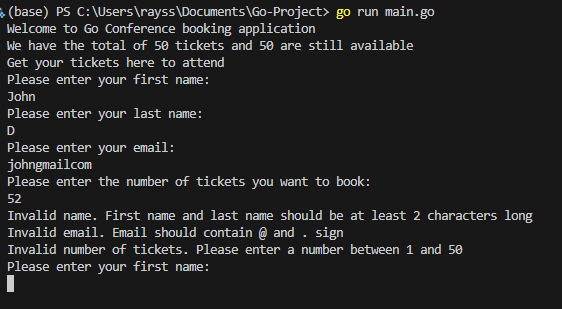 (base) PS C:\Users\rayss\Documents\Go-Project> go run main.go
Welcome to Go Conference booking application
We have the total of 50 tickets and 50 are still available
Get your tickets here to attend
Please enter your first name:
John
Please enter your last name:
D
Please enter your email:
johngmailcom
Please enter the number of tickets you want to book:
52
Invalid name. First name and last name should be at least 2 characters long
Invalid email. Email should contain @ and . sign
Invalid number of tickets. Please enter a number between 1 and 50
Please enter your first name: